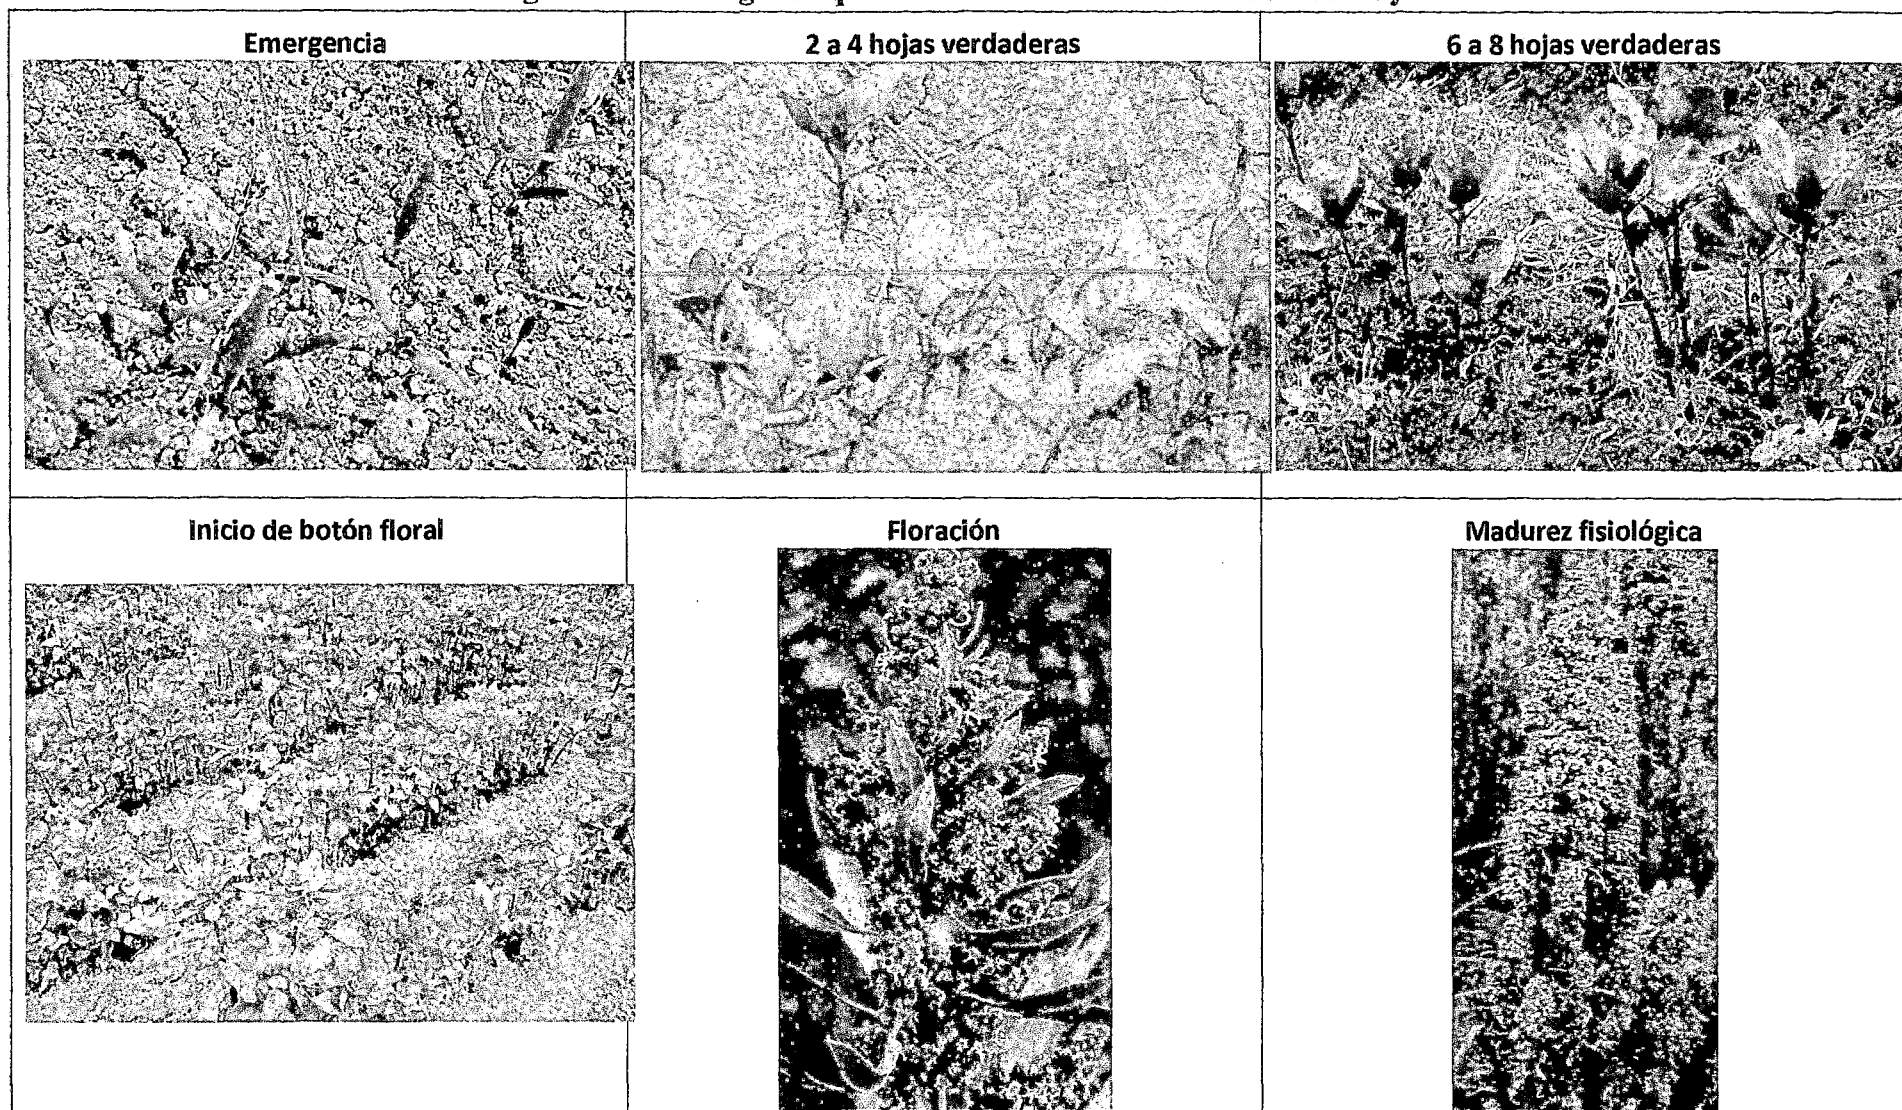 Emergencia
2 a 4 hojas verdaderas
6 a 8 hojas verdaderas
Inicio de botón floral
Floración
Madurez fisiológica